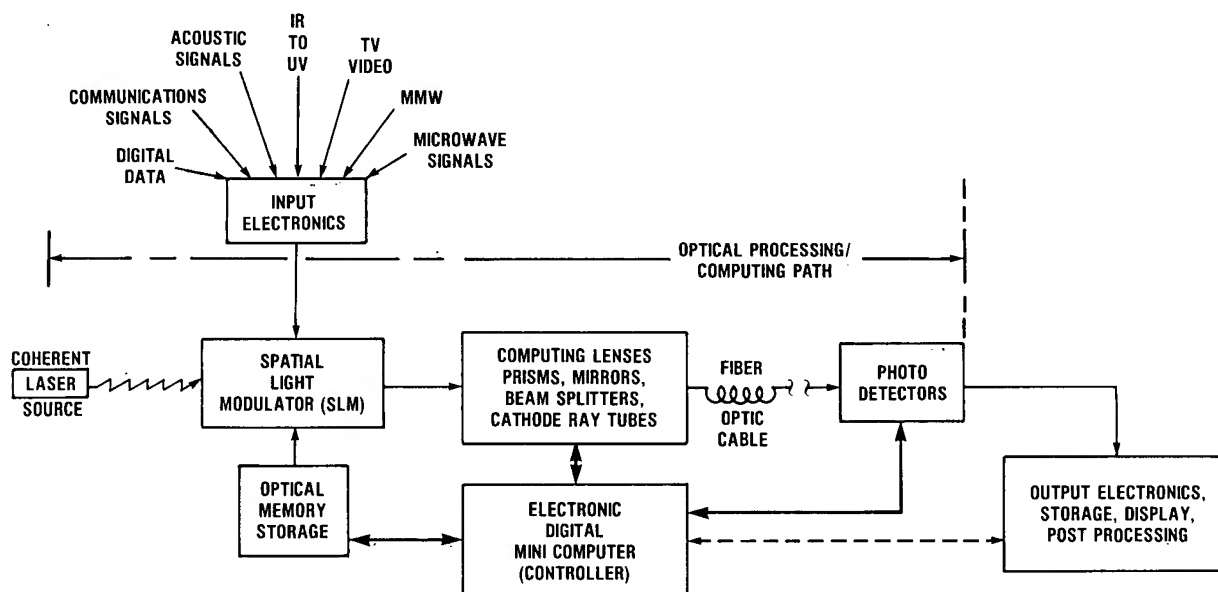 IR
TO
UV
ACOUSTIC
SIGNALS
TV
VIDEO
COMMUNICATIONS
SIGNALS
MMW
DIGITAL
DATA
MICROWAVE
SIGNALS
INPUT
ELECTRONICS
OPTICAL PROCESSING/
COMPUTING PATH
COHERENT
LASER
SOURCE
SPATIAL
LIGHT
MODULATOR (SLM)
COMPUTING LENSES
PRISMS, MIRRORS,
BEAM SPLITTERS,
CATHODE RAY TUBES
FIBER
OPTIC
CABLE
PHOTO
DETECTORS
OPTICAL
MEMORY
STORAGE
ELECTRONIC
DIGITAL
MINI COMPUTER
(CONTROLLER)
OUTPUT ELECTRONICS,
STORAGE, DISPLAY,
POST PROCESSING